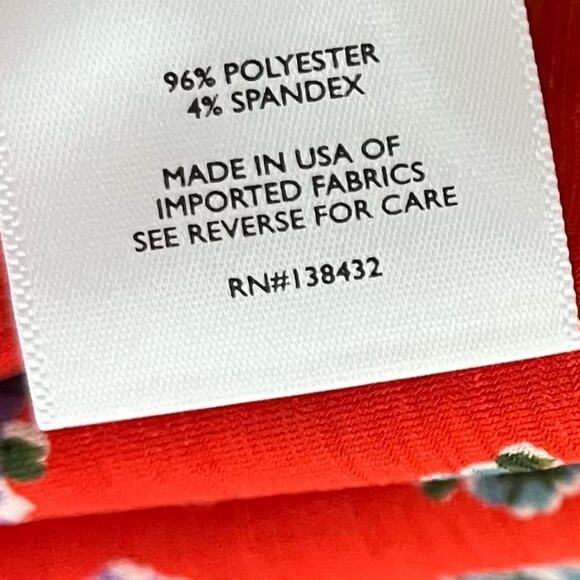 96% POLYESTER
4% SPANDEX
MADE IN USA OF
IMPORTED FABRICS
SEE REVERSE FOR CARE
RN#138432